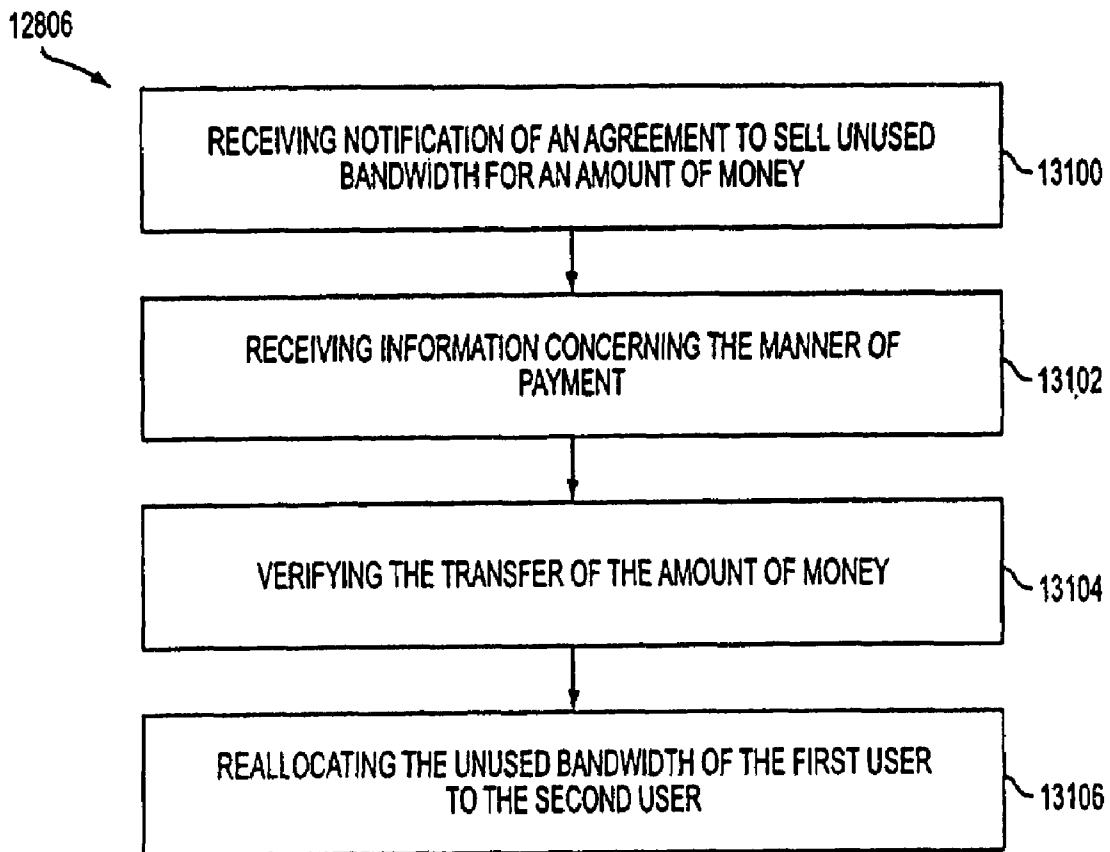 12806
RECEIVING NOTIFICATION OF AN AGREEMENT TO SELL UNUSED
BANDWIDTH FOR AN AMOUNT OF MONEY
13100
RECEIVING INFORMATION CONCERNING THE MANNER OF
PAYMENT
13102
VERIFYING THE TRANSFER OF THE AMOUNT OF MONEY
13104
REALLOCATING THE UNUSED BANDWIDTH OF THE FIRST USER
TO THE SECOND USER
13106